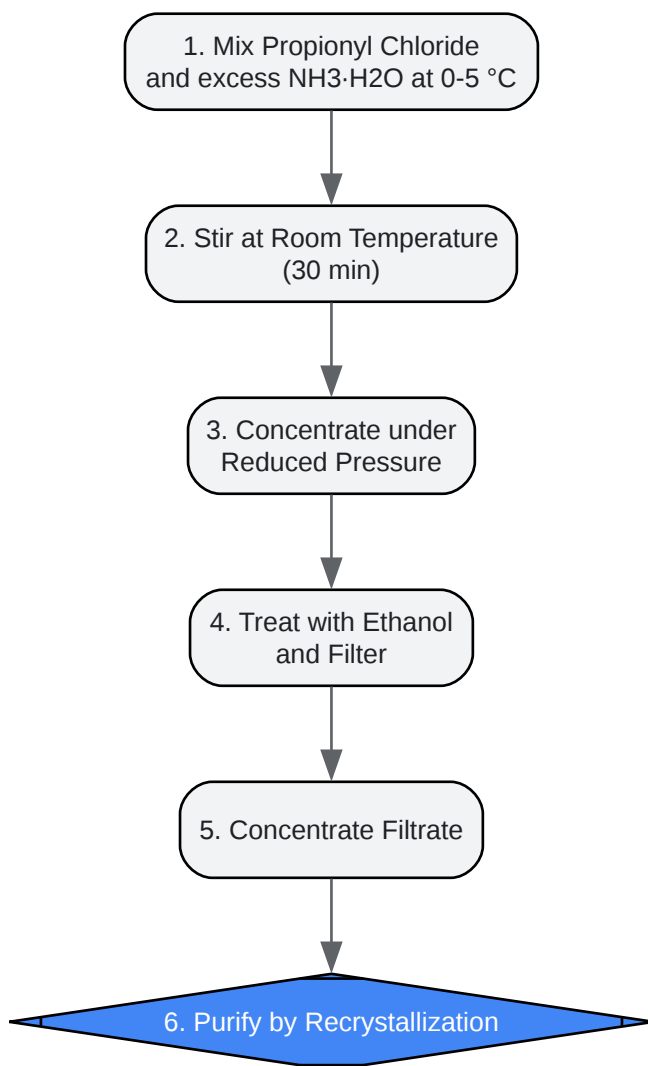 1. Mix Propionyl Chloride
and excess NH3·H2O at 0-5 °C
2. Stir at Room Temperature
(30 min)
3. Concentrate under
Reduced Pressure
4. Treat with Ethanol
and Filter
5. Concentrate Filtrate
6. Purify by Recrystallization